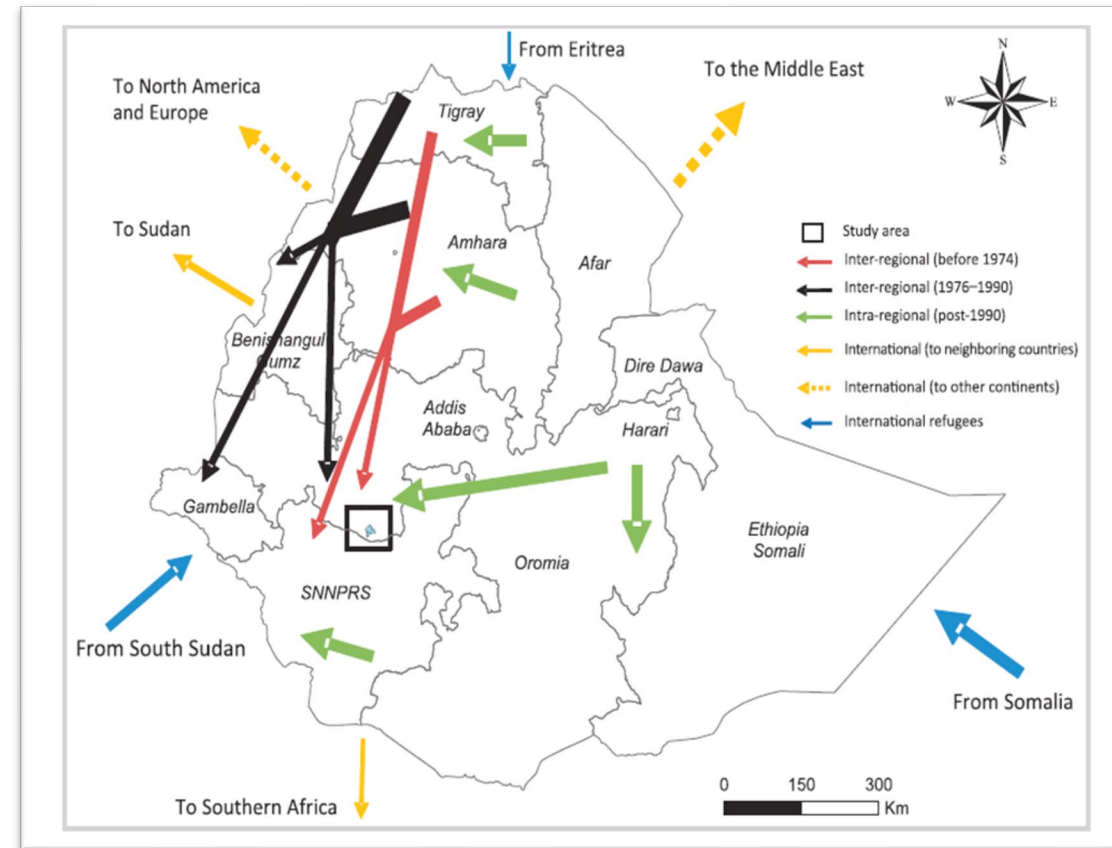 From Eritrea
To the Middle East
To North America
and Europe
N
W
E
S
Tigray
To Sudan
Amhara
Afar
Study area
Inter-regional (before 1974)
Inter-regional (1976–1990)
Intra-regional (post-1990)
International (to neighboring countries)
International (to other continents)
International refugees
Benishangul
Gumz
Dire Dawa
Addis
Ababa
Harari
Gambella
Ethiopia
Somali
Oromia
SNNPRS
From South Sudan
From Somalia
To Southern Africa
0 150 300
Km